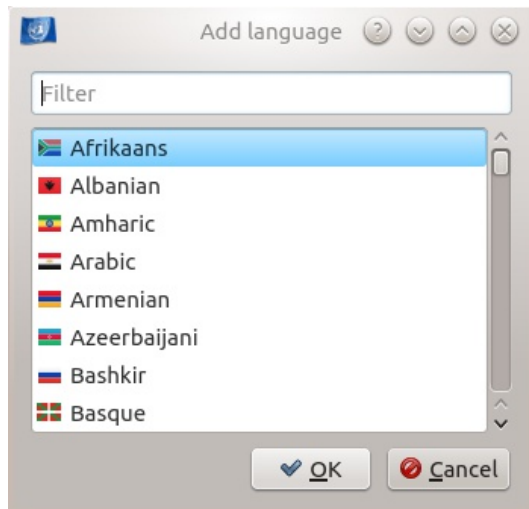 Add language
Filter
Afrikaans
Albanian
Amharic
Arabic
Armenian
Azeerbaijani
Bashkir
Basque
OK
Cancel